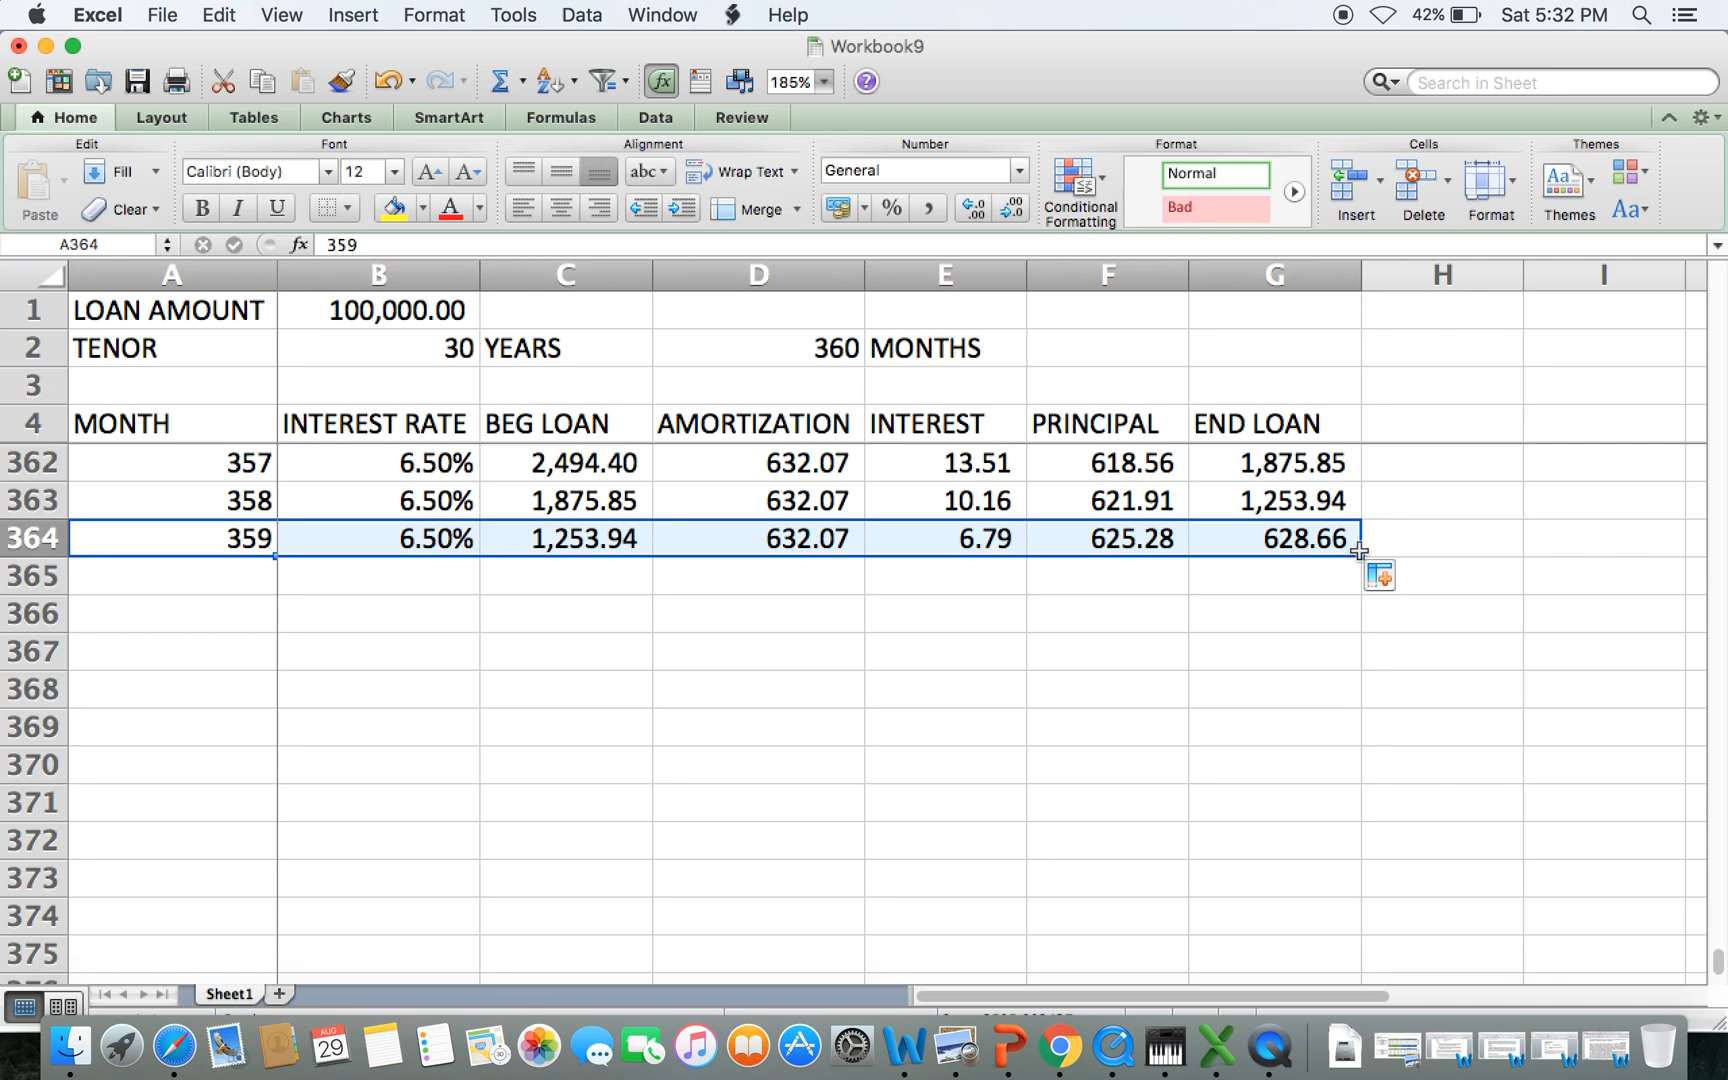 Excel File Edit View Insert Format Tools Data Window Help 42% Sat 5:32 PM
Workbook9
185% Search in Sheet
Home Layout Tables Charts SmartArt Formulas Data Review
Edit Font Alignment Number Format Cells Themes
Fill Calibri (Body) 12 abc Wrap Text General Normal
Paste Clear B I U A Merge % Bad Conditional Formatting Insert Delete Format Themes Aa
A364 fx 359
A B C D E F G H I
1 LOAN AMOUNT 100,000.00
2 TENOR 30 YEARS 360 MONTHS
3
4 MONTH INTEREST RATE BEG LOAN AMORTIZATION INTEREST PRINCIPAL END LOAN
362 357 6.50% 2,494.40 632.07 13.51 618.56 1,875.85
363 358 6.50% 1,875.85 632.07 10.16 621.91 1,253.94
364 359 6.50% 1,253.94 632.07 6.79 625.28 628.66
365
366
367
368
369
370
371
372
373
374
375
Sheet1
AUG
29